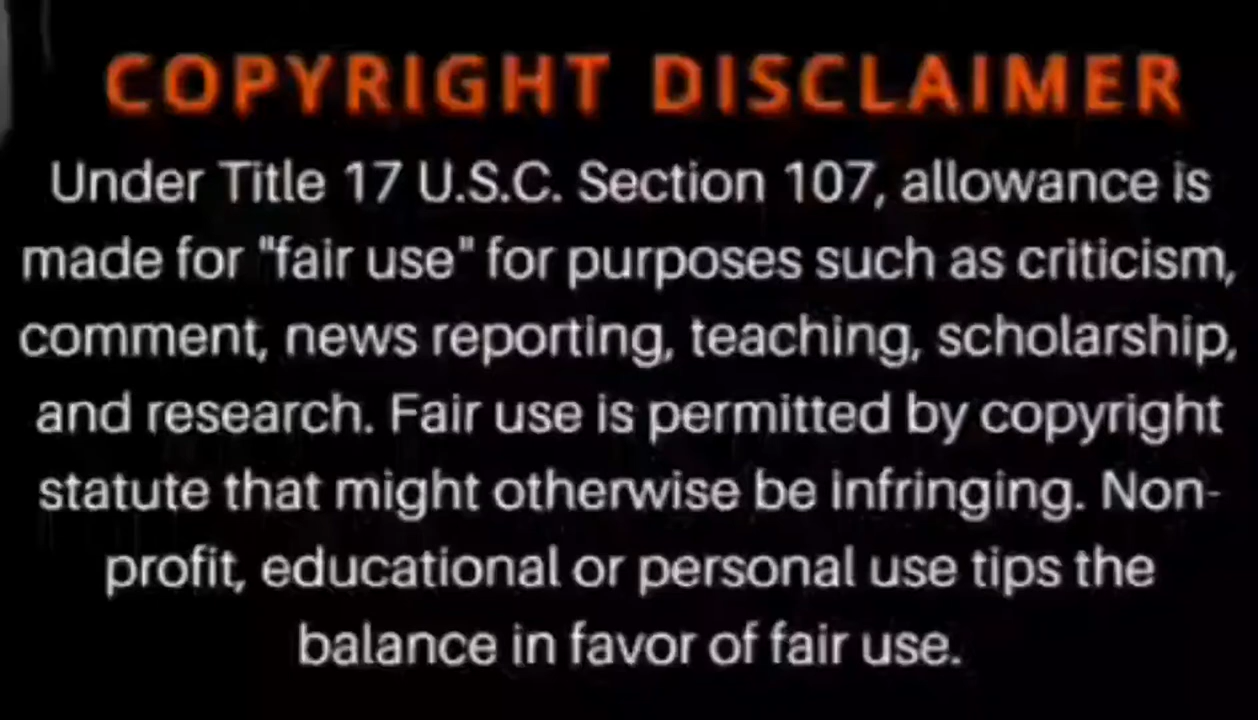 COPYRIGHT DISCLAIMER
Under Title 17 U.S.C. Section 107, allowance is
made for "fair use" for purposes such as criticism,
comment, news reporting, teaching, scholarship,
and research. Fair use is permitted by copyright
statute that might otherwise be infringing. Non-
profit, educational or personal use tips the
balance in favor of fair use.